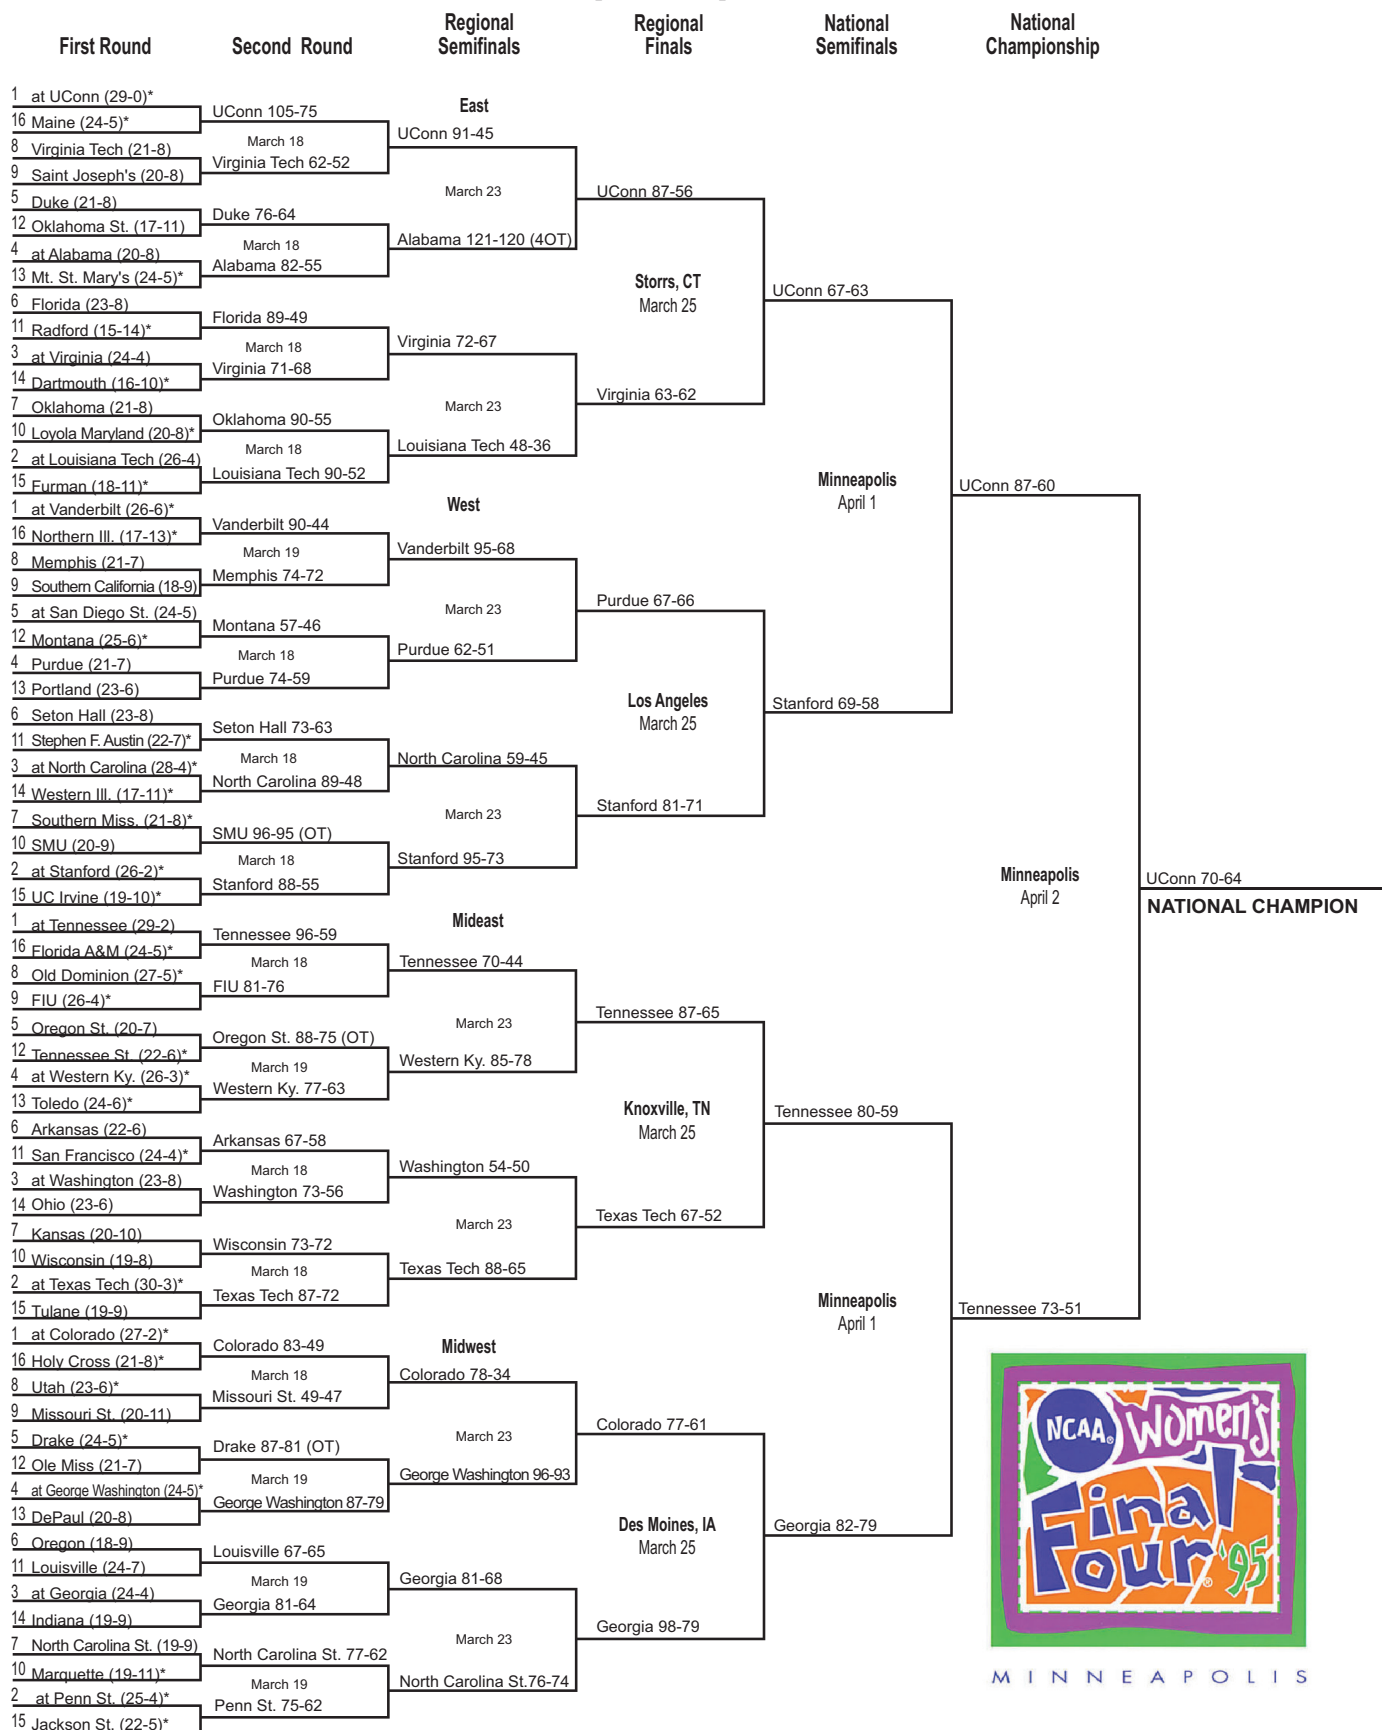 First Round
Second Round
Regional
Semifinals
Regional
Finals
National
Semifinals
National
Championship
East
1 at UConn (29-0)*
16 Maine (24-5)*
8 Virginia Tech (21-8)
9 Saint Joseph's (20-8)
5 Duke (21-8)
12 Oklahoma St. (17-11)
4 at Alabama (20-8)
13 Mt. St. Mary's (24-5)*
6 Florida (23-8)
11 Radford (15-14)*
3 at Virginia (24-4)
14 Dartmouth (16-10)*
7 Oklahoma (21-8)
10 Loyola Maryland (20-8)*
2 at Louisiana Tech (26-4)
15 Furman (18-11)*
UConn 105-75
March 18
Virginia Tech 62-52
Duke 76-64
March 18
Alabama 82-55
Florida 89-49
March 18
Virginia 71-68
Oklahoma 90-55
March 18
Louisiana Tech 90-52
UConn 91-45
March 23
Alabama 121-120 (4OT)
Virginia 72-67
March 23
Louisiana Tech 48-36
UConn 87-56
Storrs, CT
March 25
Virginia 63-62
UConn 67-63
West
1 at Vanderbilt (26-6)*
16 Northern Ill. (17-13)*
8 Memphis (21-7)
9 Southern California (18-9)
5 at San Diego St. (24-5)
12 Montana (25-6)*
4 Purdue (21-7)
13 Portland (23-6)
6 Seton Hall (23-8)
11 Stephen F. Austin (22-7)*
3 at North Carolina (28-4)*
14 Western Ill. (17-11)*
7 Southern Miss. (21-8)*
10 SMU (20-9)
2 at Stanford (26-2)*
15 UC Irvine (19-10)*
Vanderbilt 90-44
March 19
Memphis 74-72
Montana 57-46
March 18
Purdue 74-59
Seton Hall 73-63
March 18
North Carolina 89-48
SMU 96-95 (OT)
March 18
Stanford 88-55
Vanderbilt 95-68
March 23
Purdue 62-51
North Carolina 59-45
March 23
Stanford 95-73
Purdue 67-66
Los Angeles
March 25
Stanford 81-71
Stanford 69-58
Minneapolis
April 1
UConn 87-60
Mideast
1 at Tennessee (29-2)
16 Florida A&M (24-5)*
8 Old Dominion (27-5)*
9 FIU (26-4)*
5 Oregon St. (20-7)
12 Tennessee St. (22-6)*
4 at Western Ky. (26-3)*
13 Toledo (24-6)*
6 Arkansas (22-6)
11 San Francisco (24-4)*
3 at Washington (23-8)
14 Ohio (23-6)
7 Kansas (20-10)
10 Wisconsin (19-8)
2 at Texas Tech (30-3)*
15 Tulane (19-9)
Tennessee 96-59
March 18
FIU 81-76
Oregon St. 88-75 (OT)
March 19
Western Ky. 77-63
Arkansas 67-58
March 18
Washington 73-56
Wisconsin 73-72
March 18
Texas Tech 87-72
Tennessee 70-44
March 23
Western Ky. 85-78
Washington 54-50
March 23
Texas Tech 88-65
Tennessee 87-65
Knoxville, TN
March 25
Texas Tech 67-52
Tennessee 80-59
Midwest
1 at Colorado (27-2)*
16 Holy Cross (21-8)*
8 Utah (23-6)*
9 Missouri St. (20-11)
5 Drake (24-5)*
12 Ole Miss (21-7)
4 at George Washington (24-5)*
13 DePaul (20-8)
6 Oregon (18-9)
11 Louisville (24-7)
3 at Georgia (24-4)
14 Indiana (19-9)
7 North Carolina St. (19-9)
10 Marquette (19-11)*
2 at Penn St. (25-4)*
15 Jackson St. (22-5)*
Colorado 83-49
March 18
Missouri St. 49-47
Drake 87-81 (OT)
March 19
George Washington 87-79
Louisville 67-65
March 19
Georgia 81-64
North Carolina St. 77-62
March 19
Penn St. 75-62
Colorado 78-34
March 23
George Washington 96-93
Georgia 81-68
March 23
North Carolina St.76-74
Colorado 77-61
Des Moines, IA
March 25
Georgia 98-79
Georgia 82-79
Minneapolis
April 1
Tennessee 73-51
Minneapolis
April 2
UConn 70-64
NATIONAL CHAMPION
NCAA® Women's
Final
Four® '95
MINNEAPOLIS